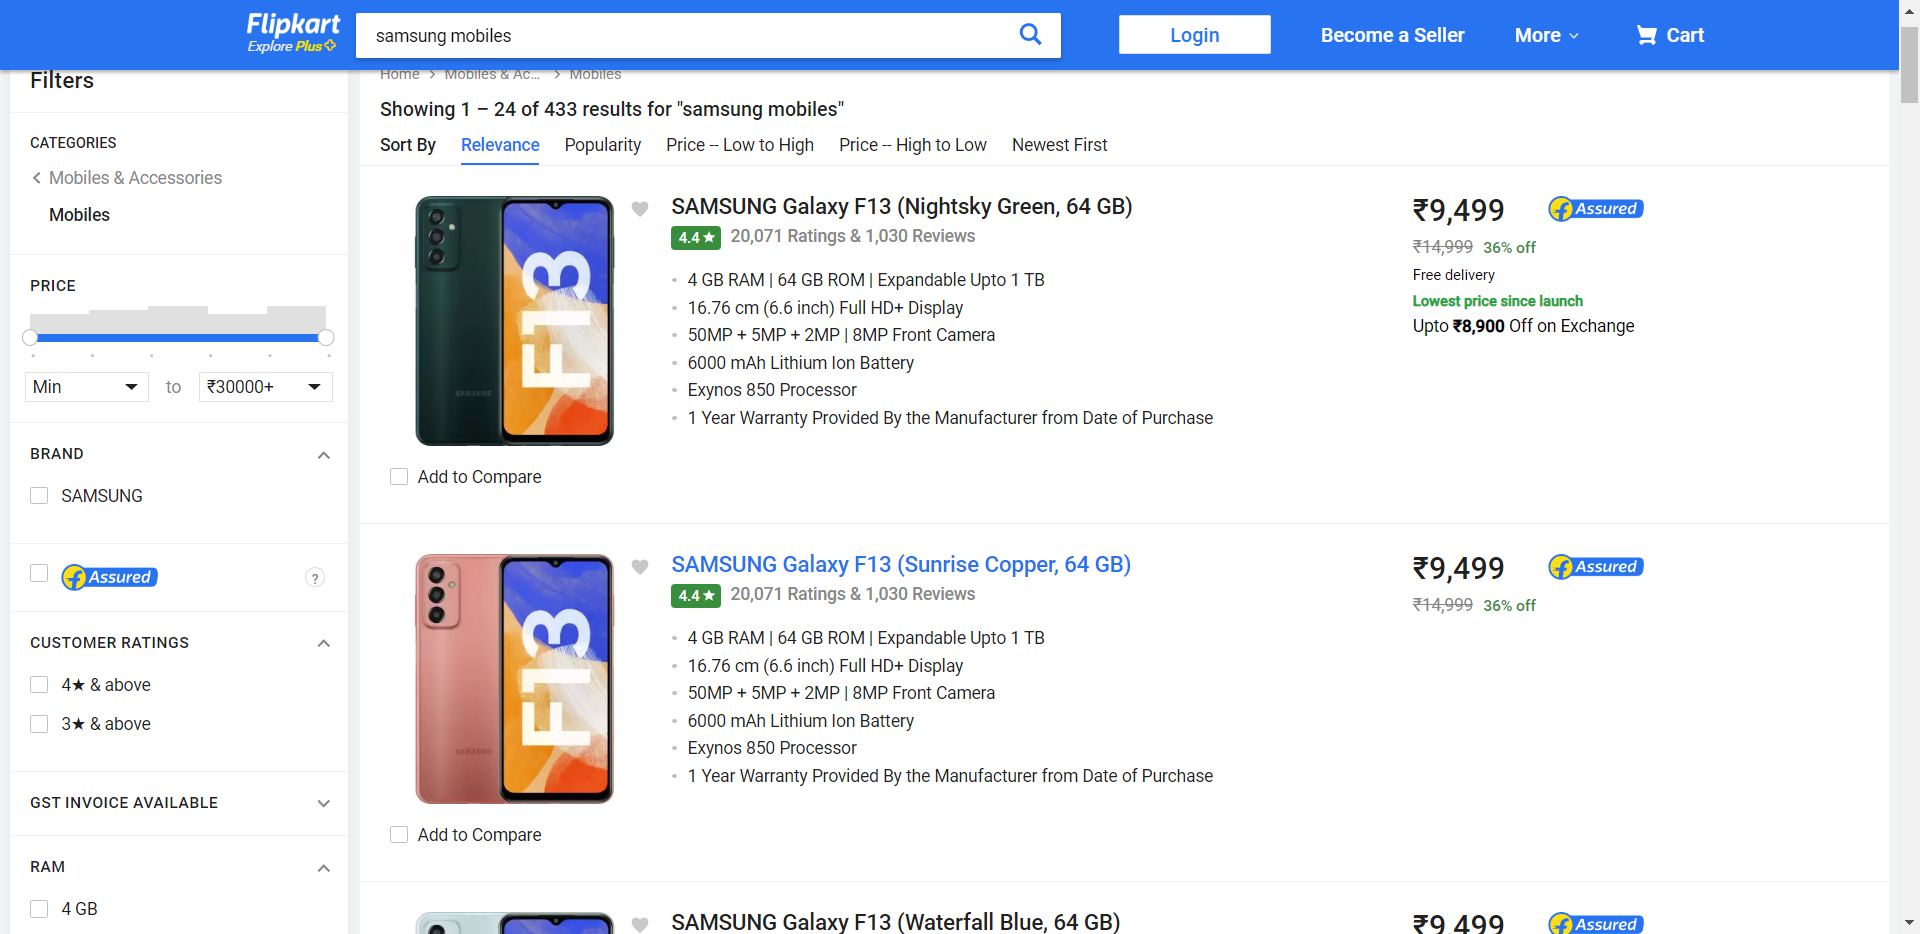 Flipkart
Explore Plus
samsung mobiles
Login
Become a Seller
More
Cart
Filters
CATEGORIES
Mobiles & Accessories
Mobiles
PRICE
Min
to
₹30000+
BRAND
SAMSUNG
Assured
?
CUSTOMER RATINGS
4★ & above
3★ & above
GST INVOICE AVAILABLE
RAM
4 GB
Home
Mobiles & Ac...
Mobiles
Showing 1 – 24 of 433 results for "samsung mobiles"
Sort By
Relevance
Popularity
Price -- Low to High
Price -- High to Low
Newest First
SAMSUNG
F13
Add to Compare
SAMSUNG Galaxy F13 (Nightsky Green, 64 GB)
4.4★ 20,071 Ratings & 1,030 Reviews
4 GB RAM | 64 GB ROM | Expandable Upto 1 TB
16.76 cm (6.6 inch) Full HD+ Display
50MP + 5MP + 2MP | 8MP Front Camera
6000 mAh Lithium Ion Battery
Exynos 850 Processor
1 Year Warranty Provided By the Manufacturer from Date of Purchase
₹9,499
Assured
₹14,999 36% off
Free delivery
Lowest price since launch
Upto ₹8,900 Off on Exchange
SAMSUNG
F13
Add to Compare
SAMSUNG Galaxy F13 (Sunrise Copper, 64 GB)
4.4★ 20,071 Ratings & 1,030 Reviews
4 GB RAM | 64 GB ROM | Expandable Upto 1 TB
16.76 cm (6.6 inch) Full HD+ Display
50MP + 5MP + 2MP | 8MP Front Camera
6000 mAh Lithium Ion Battery
Exynos 850 Processor
1 Year Warranty Provided By the Manufacturer from Date of Purchase
₹9,499
Assured
₹14,999 36% off
SAMSUNG Galaxy F13 (Waterfall Blue, 64 GB)
₹9,499
Assured